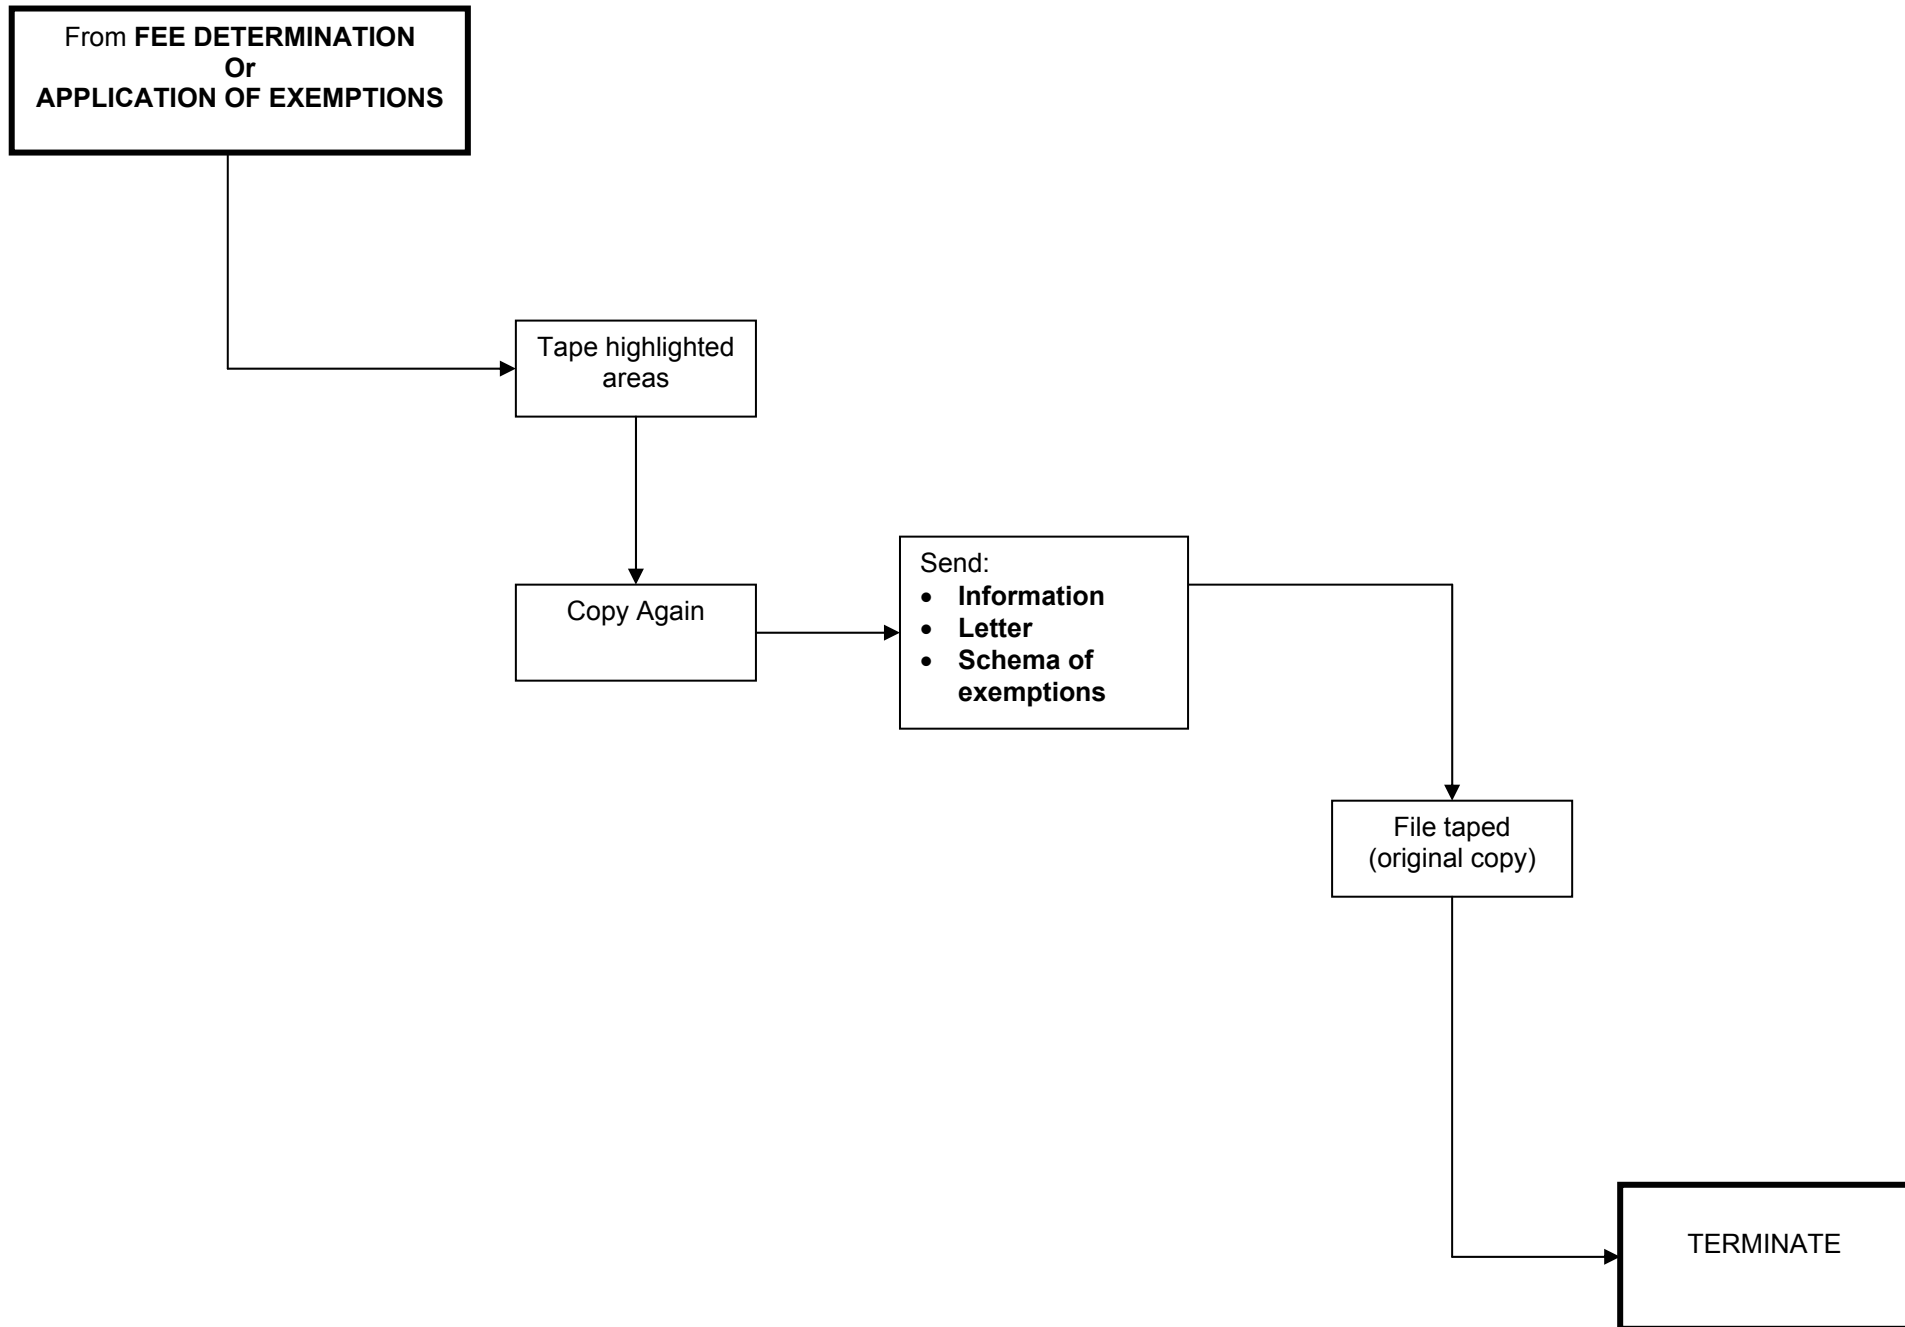 From FEE DETERMINATION
Or
APPLICATION OF EXEMPTIONS
Tape highlighted
areas
Copy Again
Send:
• Information
• Letter
• Schema of
exemptions
File taped
(original copy)
TERMINATE